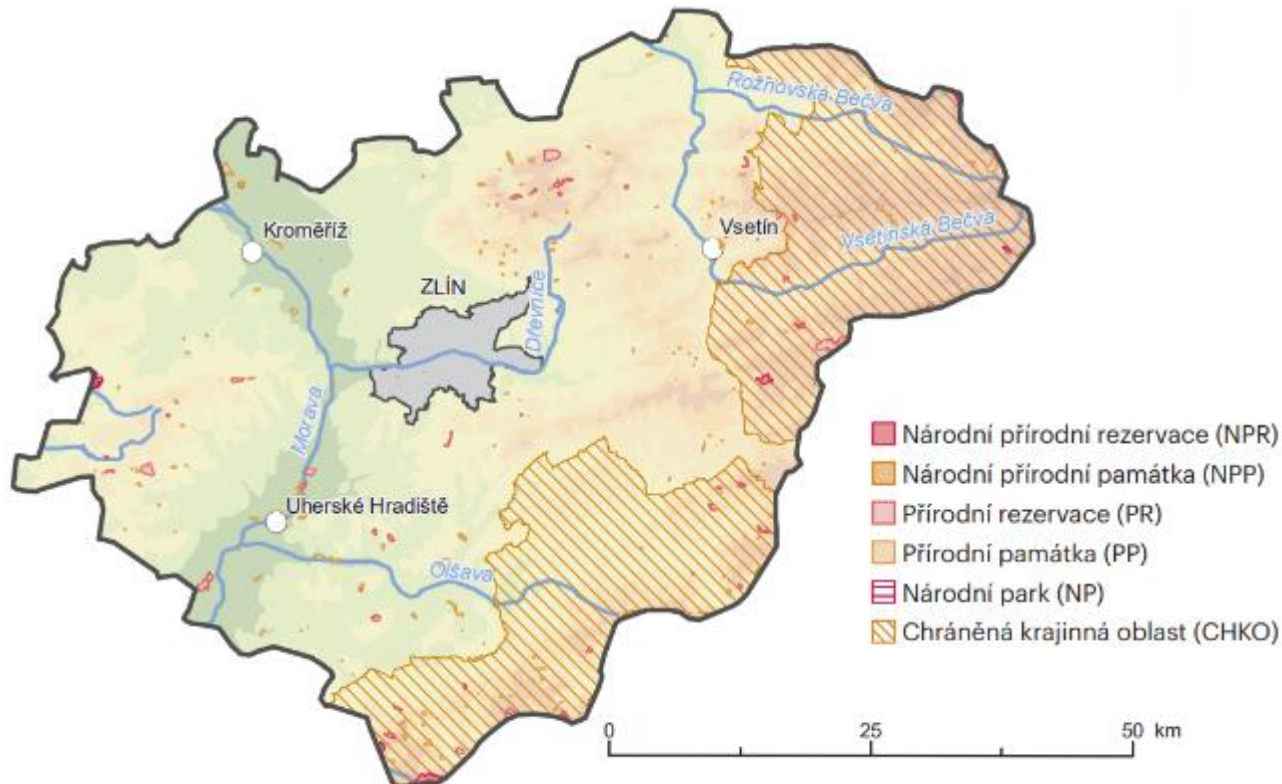 Rožnovská Bečva
Kroměříž
Vsetín
Vsetínská Bečva
ZLÍN
Dřevnice
Morava
Uherské Hradiště
Olšava
Národní přírodní rezervace (NPR)
Národní přírodní památka (NPP)
Přírodní rezervace (PR)
Přírodní památka (PP)
Národní park (NP)
Chráněná krajinná oblast (CHKO)
0 25 50 km